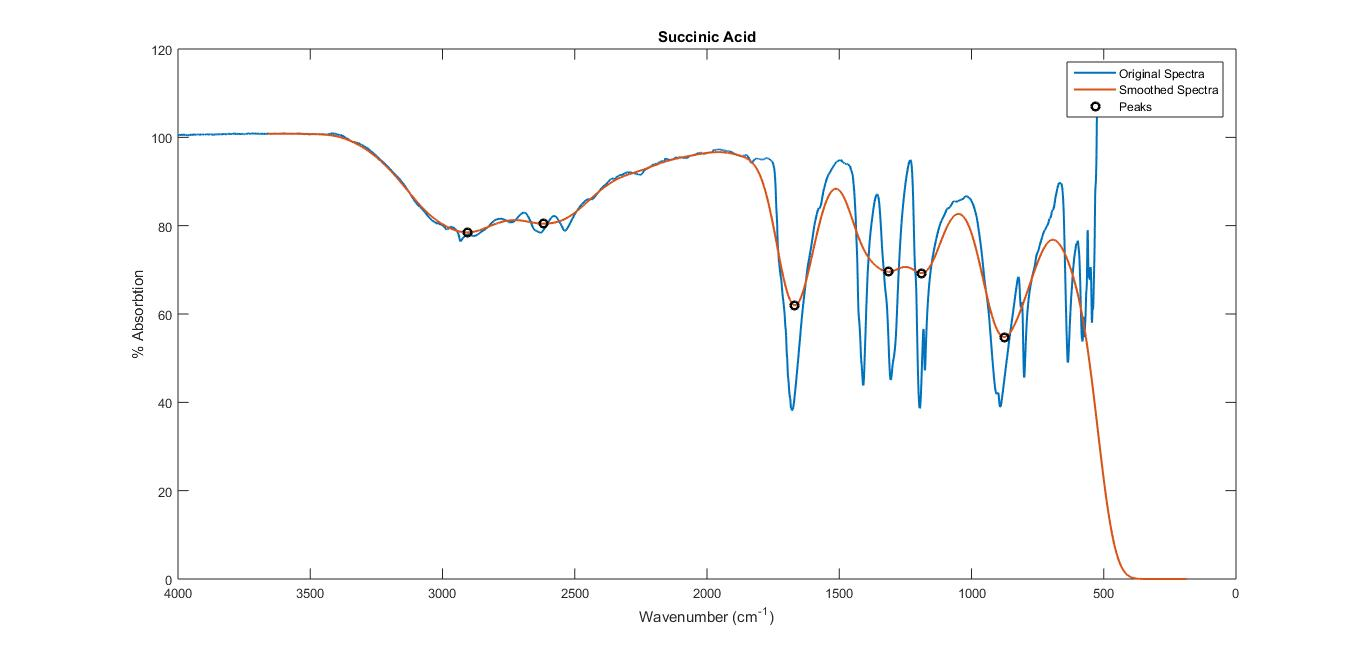 Succinic Acid
Original Spectra
Smoothed Spectra
Peaks
120
100
80
60
40
20
0
% Absorbtion
4000 3500 3000 2500 2000 1500 1000 500 0
Wavenumber (cm⁻¹)